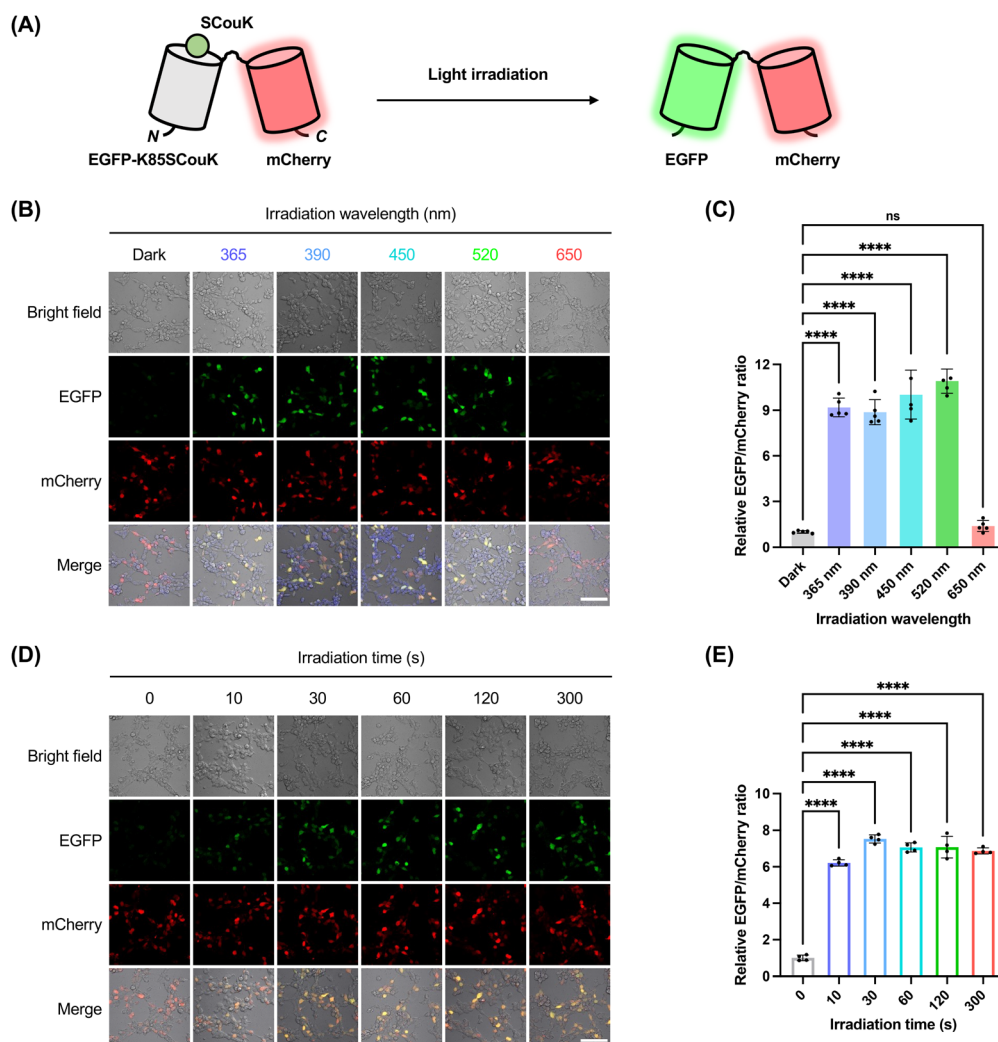 (A)
SCouK
Light irradiation
N
C
EGFP-K85SCouK
mCherry
EGFP
mCherry
(B)
Irradiation wavelength (nm)
Dark 365 390 450 520 650
Bright field
EGFP
mCherry
Merge
(C)
ns
****
****
****
****
Relative EGFP/mCherry ratio
12
9
6
3
0
Dark
365 nm
390 nm
450 nm
520 nm
650 nm
Irradiation wavelength
(D)
Irradiation time (s)
0 10 30 60 120 300
Bright field
EGFP
mCherry
Merge
(E)
****
****
****
****
****
Relative EGFP/mCherry ratio
10
8
6
4
2
0
0
10
30
60
120
300
Irradiation time (s)